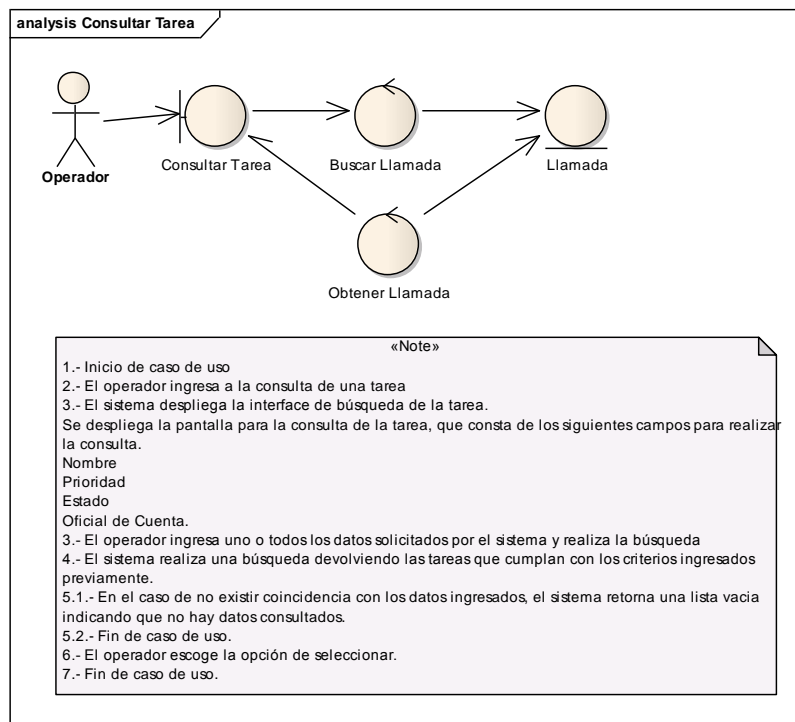 analysis Consultar Tarea
Operador
Consultar Tarea
Buscar Llamada
Llamada
Obtener Llamada
«Note»
1.- Inicio de caso de uso
2.- El operador ingresa a la consulta de una tarea
3.- El sistema despliega la interface de búsqueda de la tarea.
Se despliega la pantalla para la consulta de la tarea, que consta de los siguientes campos para realizar
la consulta.
Nombre
Prioridad
Estado
Oficial de Cuenta.
3.- El operador ingresa uno o todos los datos solicitados por el sistema y realiza la búsqueda
4.- El sistema realiza una búsqueda devolviendo las tareas que cumplan con los criterios ingresados
previamente.
5.1.- En el caso de no existir coincidencia con los datos ingresados, el sistema retorna una lista vacia
indicando que no hay datos consultados.
5.2.- Fin de caso de uso.
6.- El operador escoge la opción de seleccionar.
7.- Fin de caso de uso.